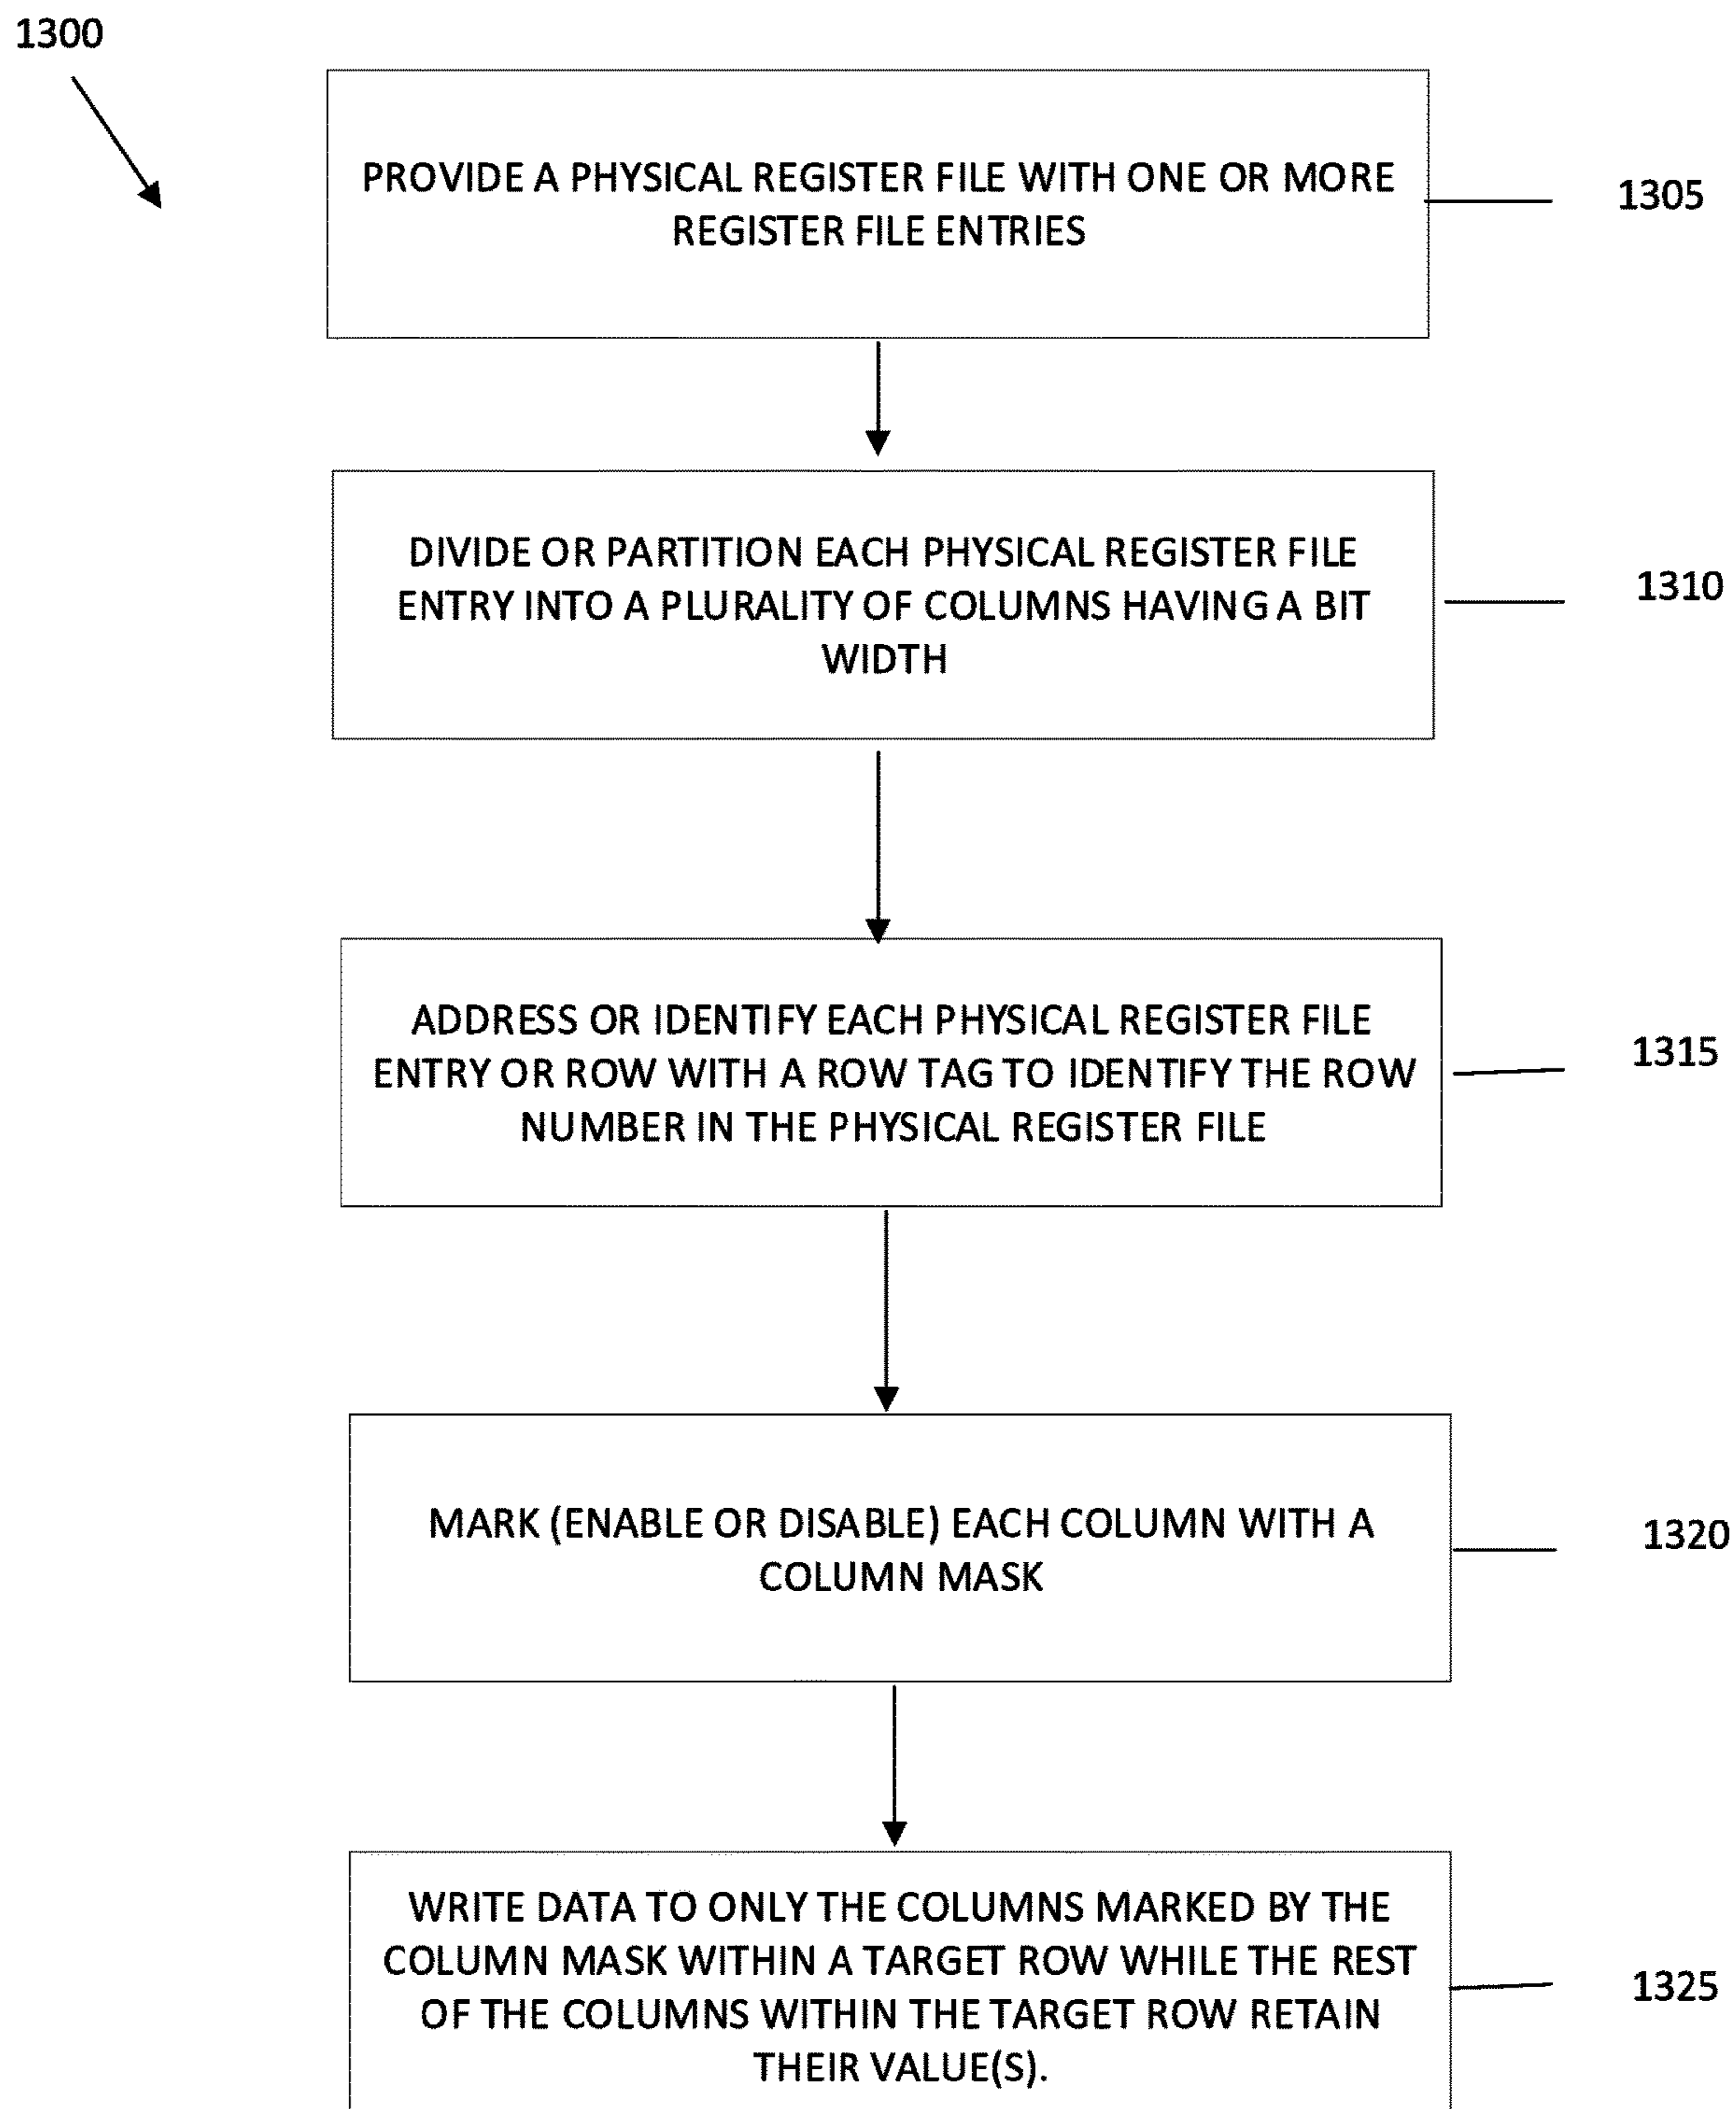 1300
PROVIDE A PHYSICAL REGISTER FILE WITH ONE OR MORE
REGISTER FILE ENTRIES
1305
DIVIDE OR PARTITION EACH PHYSICAL REGISTER FILE
ENTRY INTO A PLURALITY OF COLUMNS HAVING A BIT
WIDTH
1310
ADDRESS OR IDENTIFY EACH PHYSICAL REGISTER FILE
ENTRY OR ROW WITH A ROW TAG TO IDENTIFY THE ROW
NUMBER IN THE PHYSICAL REGISTER FILE
1315
MARK (ENABLE OR DISABLE) EACH COLUMN WITH A
COLUMN MASK
1320
WRITE DATA TO ONLY THE COLUMNS MARKED BY THE
COLUMN MASK WITHIN A TARGET ROW WHILE THE REST
OF THE COLUMNS WITHIN THE TARGET ROW RETAIN
THEIR VALUE(S).
1325